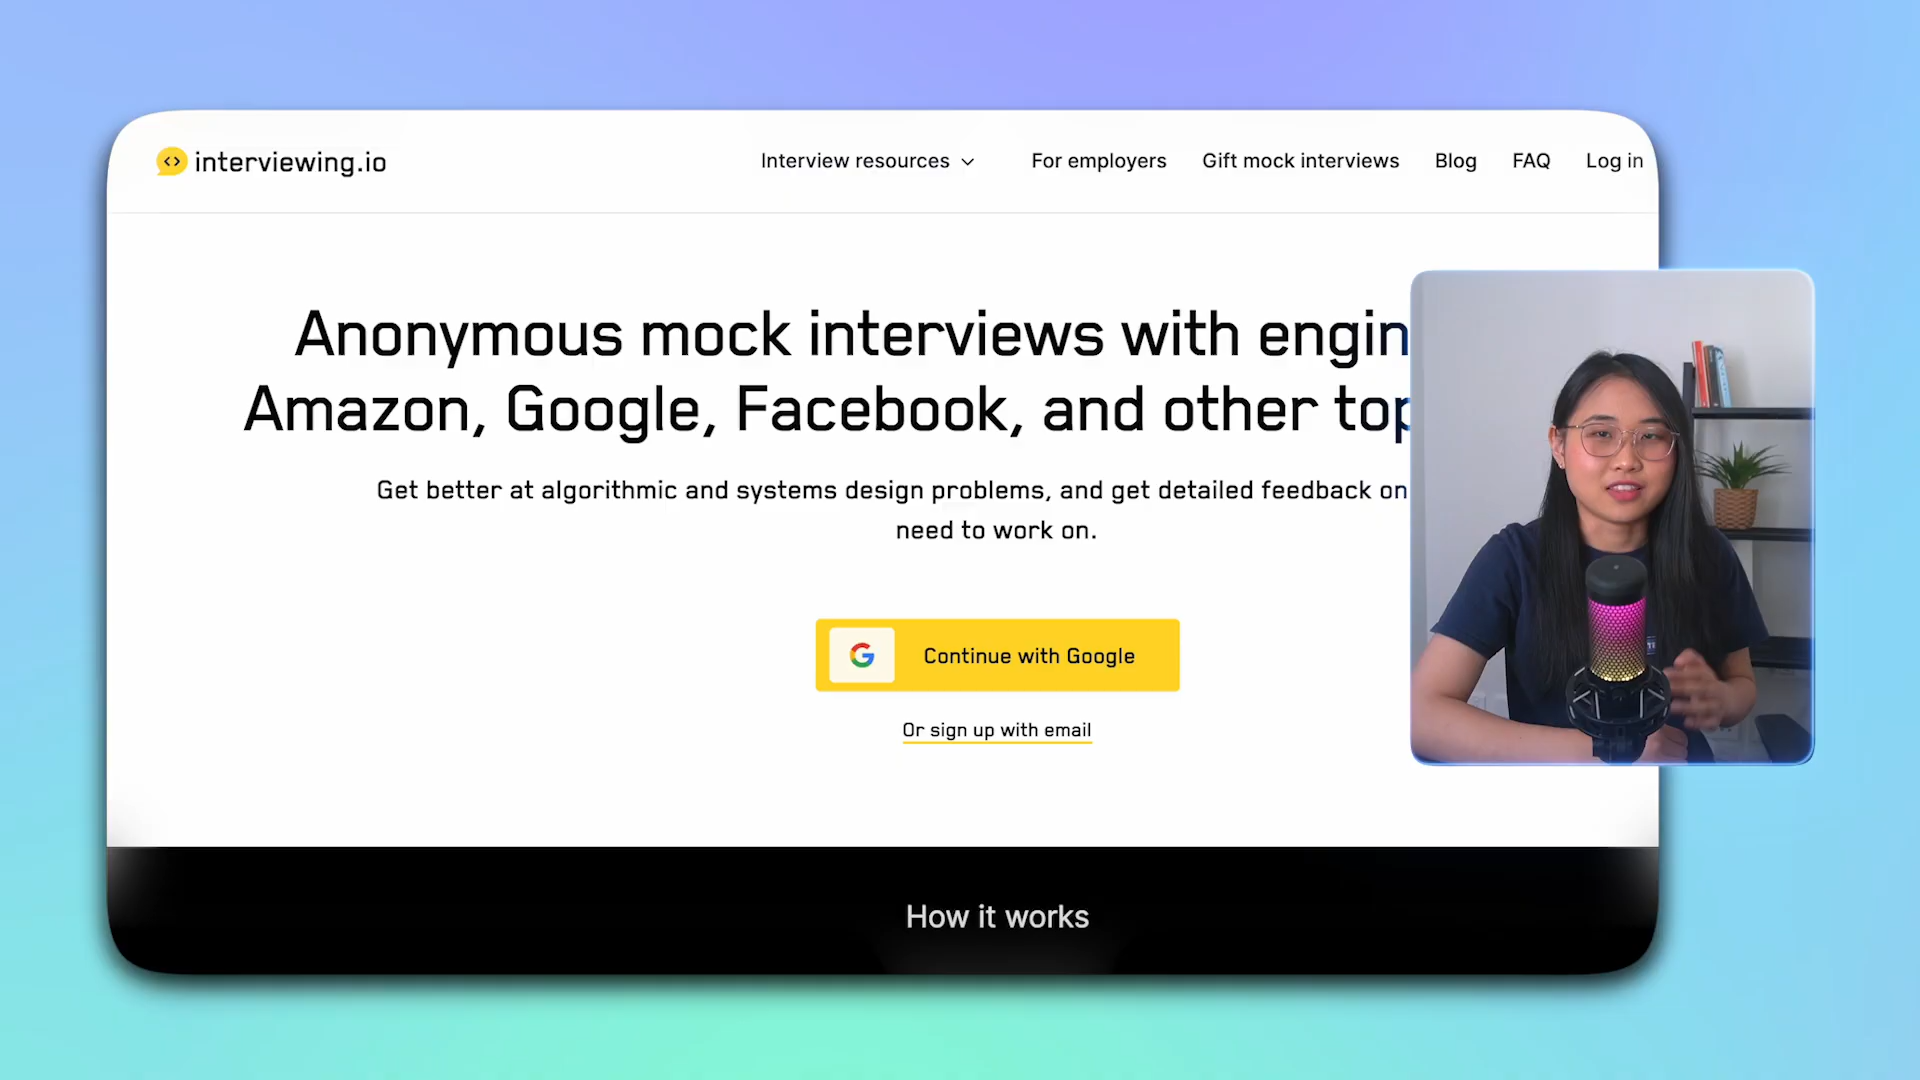 interviewing.io
Interview resources
For employers
Gift mock interviews
Blog
FAQ
Log in
Anonymous mock interviews with engin
Amazon, Google, Facebook, and other top
Get better at algorithmic and systems design problems, and get detailed feedback on
need to work on.
Continue with Google
Or sign up with email
How it works